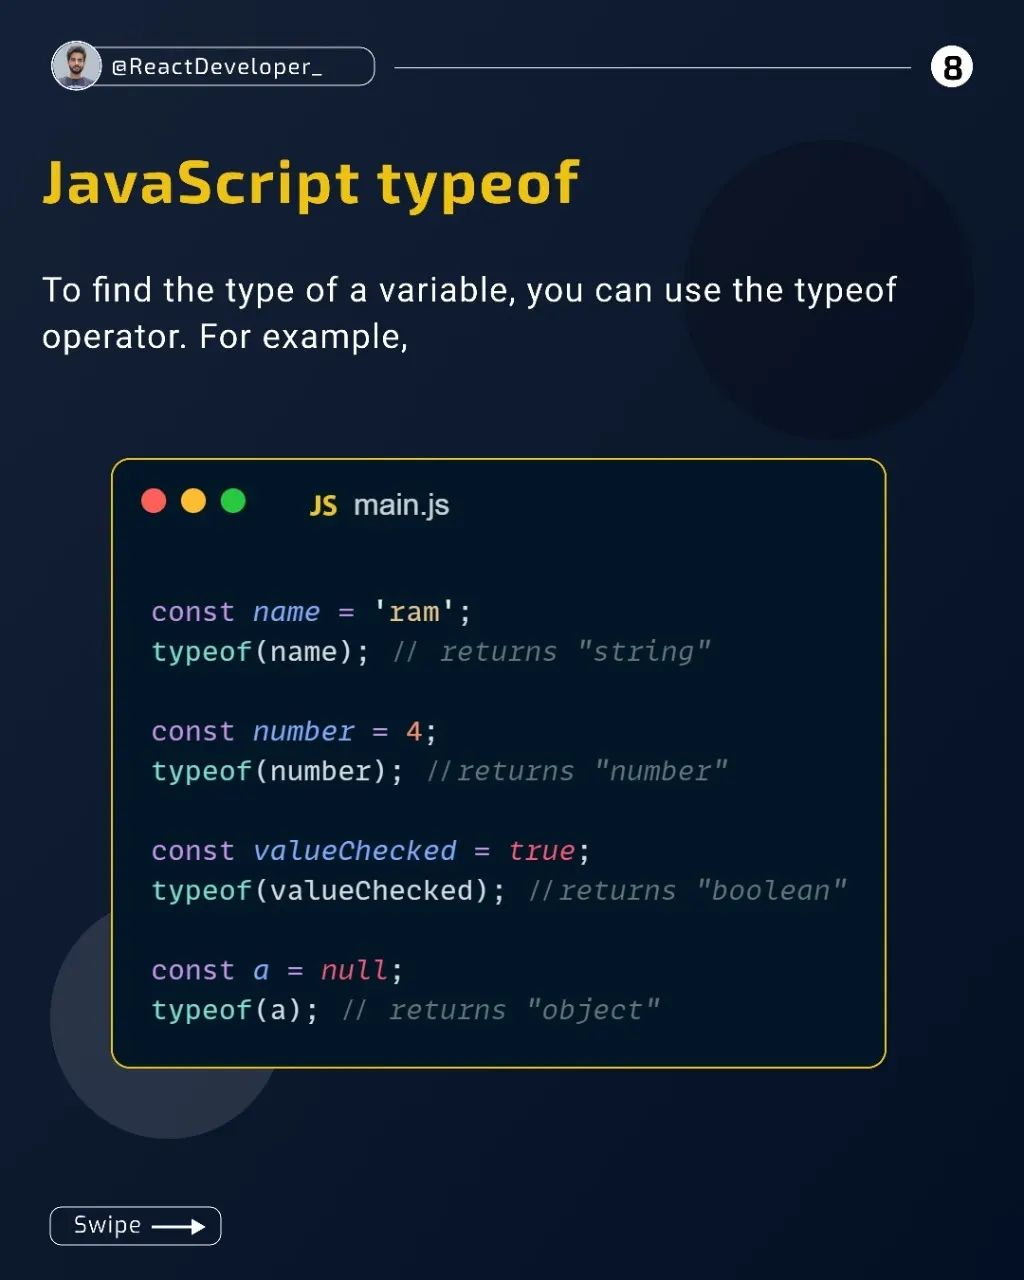 @ReactDeveloper_
8
JavaScript typeof
To find the type of a variable, you can use the typeof
operator. For example,
JS main.js
const name = 'ram';
typeof(name); // returns "string"
const number = 4;
typeof(number); //returns "number"
const valueChecked = true;
typeof(valueChecked); //returns "boolean"
const a = null;
typeof(a); // returns "object"
Swipe